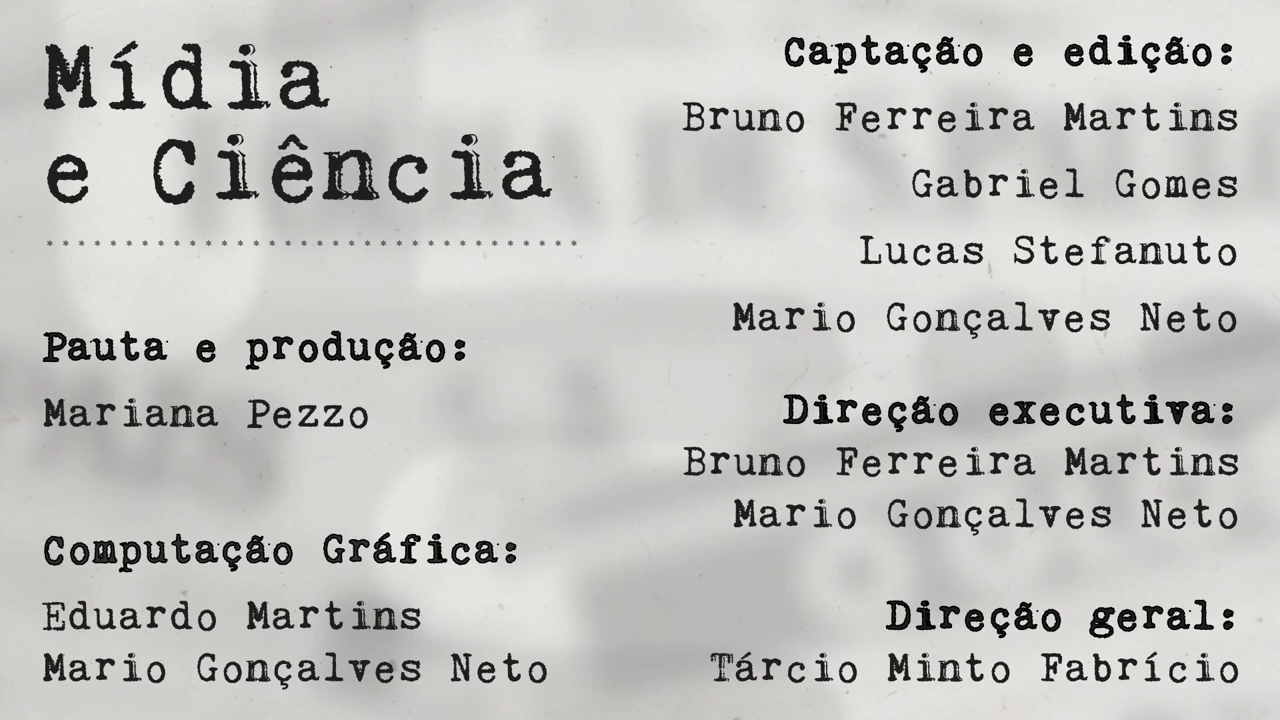 Mídia
e Ciência
Pauta e produção:
Mariana Pezzo
Computação Gráfica:
Eduardo Martins
Mario Gonçalves Neto
Captação e edição:
Bruno Ferreira Martins
Gabriel Gomes
Lucas Stefanuto
Mario Gonçalves Neto
Direção executiva:
Bruno Ferreira Martins
Mario Gonçalves Neto
Direção geral:
Tárcio Minto Fabrício